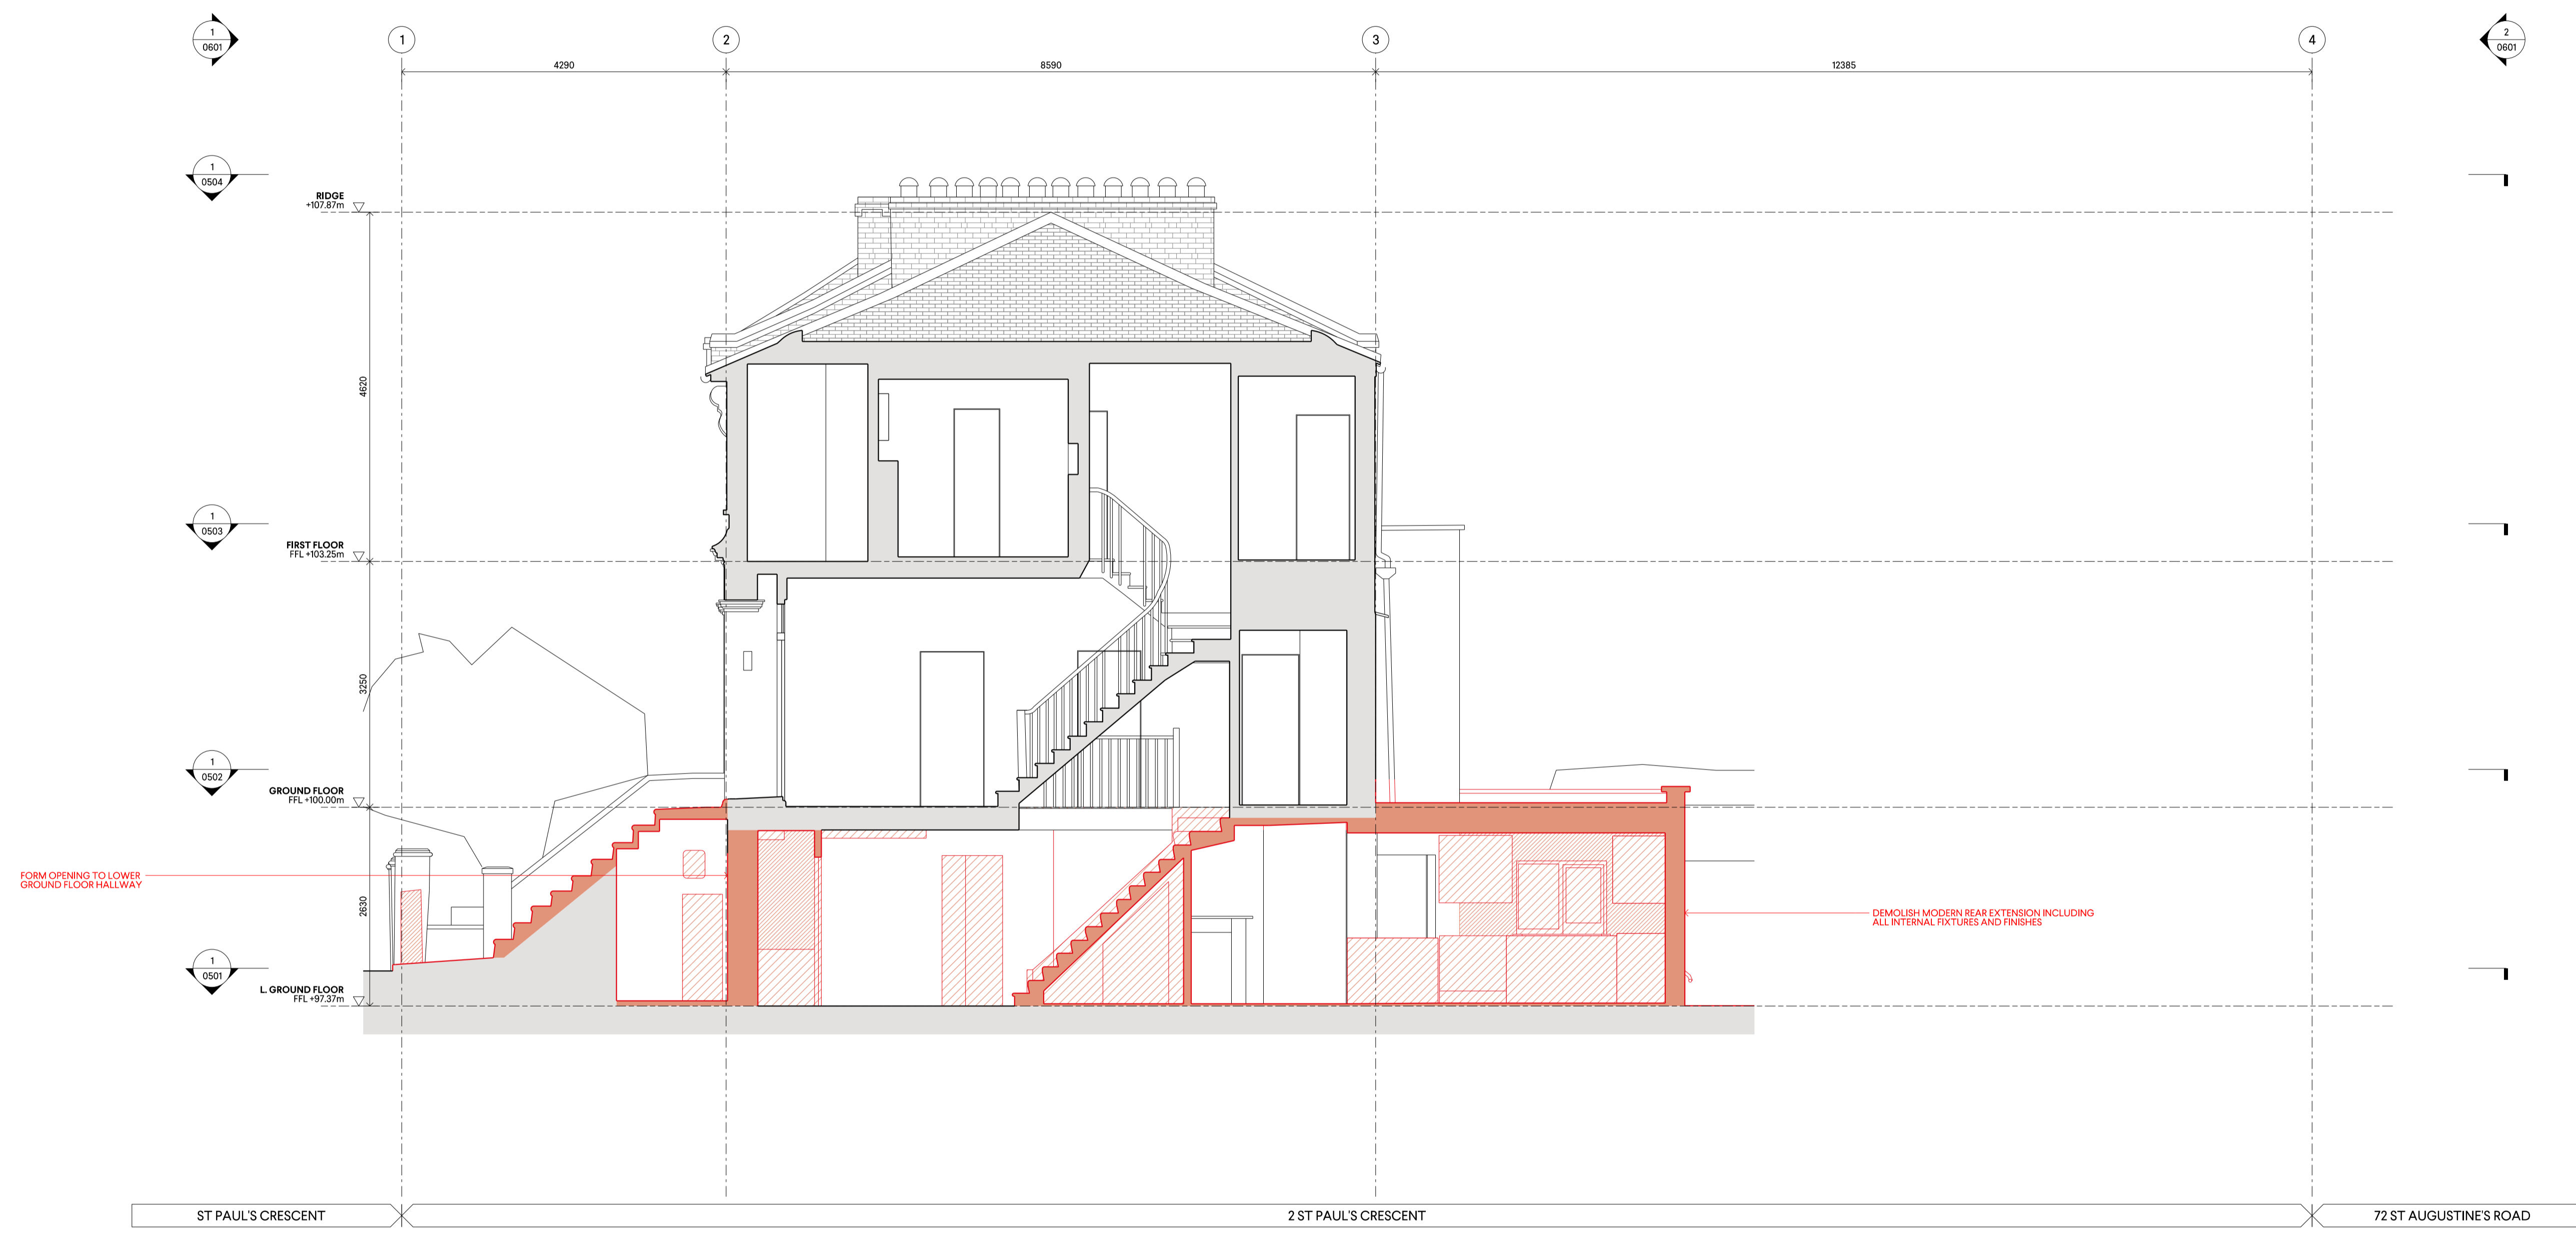 1
0601
1
2
3
4
2
0601
4290
8590
12385
1
0504
RIDGE
+107.87m
4620
1
0503
FIRST FLOOR
FFL +103.25m
3250
1
0502
GROUND FLOOR
FFL +100.00m
FORM OPENING TO LOWER
GROUND FLOOR HALLWAY
2630
DEMOLISH MODERN REAR EXTENSION INCLUDING
ALL INTERNAL FIXTURES AND FINISHES
1
0501
L. GROUND FLOOR
FFL +97.37m
ST PAUL'S CRESCENT
2 ST PAUL'S CRESCENT
72 ST AUGUSTINE'S ROAD